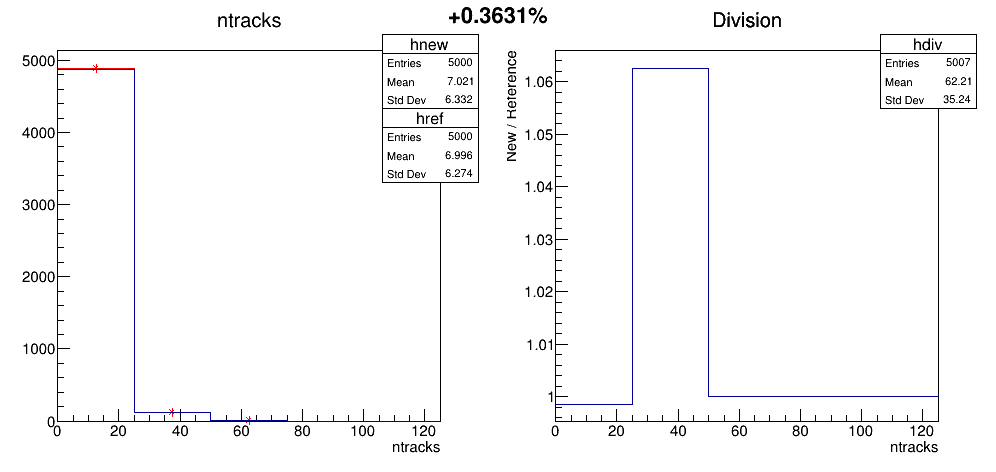 +0.3631%
ntracks
hnew
Entries 5000
Mean 7.021
Std Dev 6.332
href
Entries 5000
Mean 6.996
Std Dev 6.274
5000
4000
3000
2000
1000
0
0 20 40 60 80 100 120
ntracks
Division
hdiv
Entries 5007
Mean 62.21
Std Dev 35.24
New / Reference
1.06
1.05
1.04
1.03
1.02
1.01
1
0 20 40 60 80 100 120
ntracks